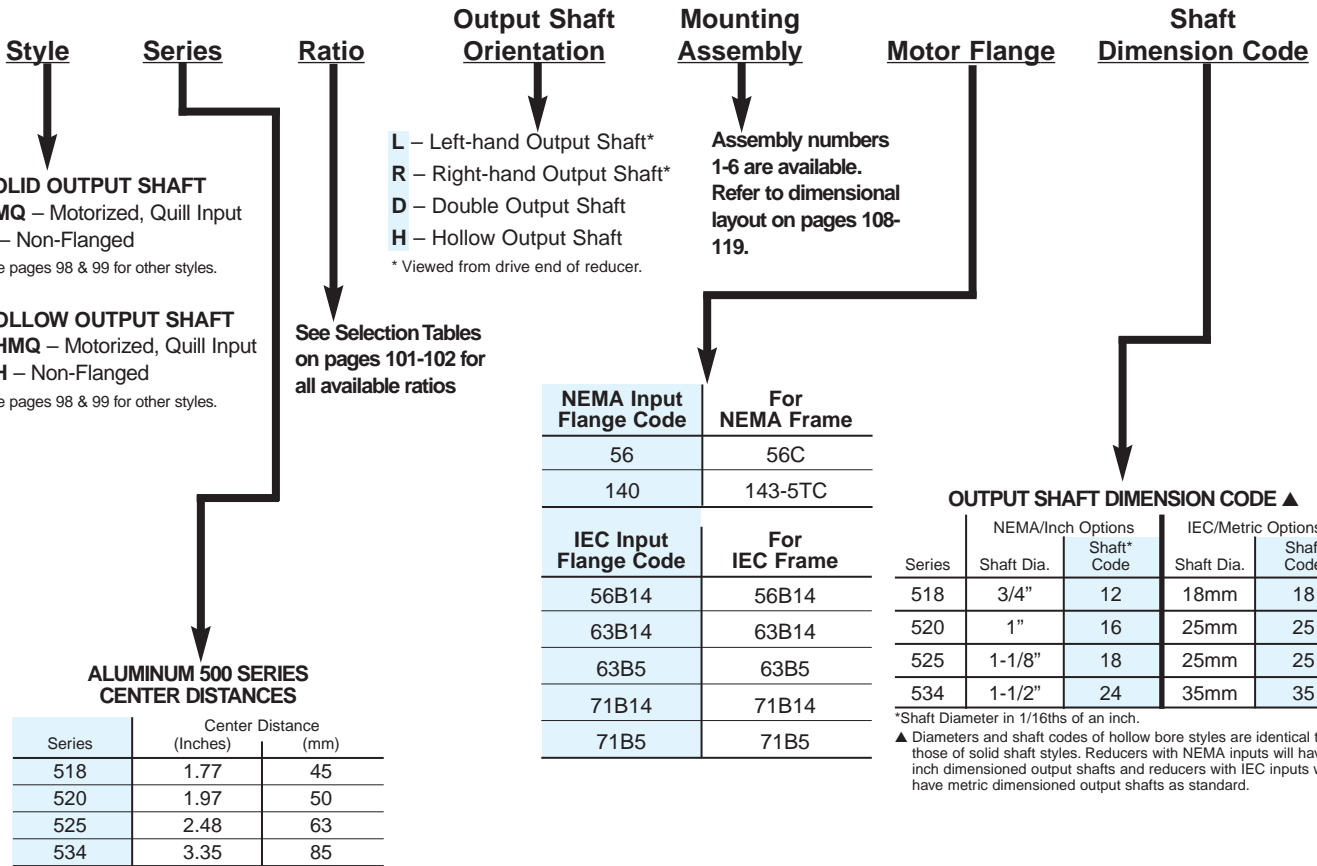 Style
Series
Ratio
Output Shaft
Orientation
Mounting
Assembly
Motor Flange
Shaft
Dimension Code
OLID OUTPUT SHAFT
MQ – Motorized, Quill Input
– Non-Flanged
e pages 98 & 99 for other styles.
OLLOW OUTPUT SHAFT
HMQ – Motorized, Quill Input
H – Non-Flanged
e pages 98 & 99 for other styles.
See Selection Tables
on pages 101-102 for
all available ratios
L – Left-hand Output Shaft*
R – Right-hand Output Shaft*
D – Double Output Shaft
H – Hollow Output Shaft
* Viewed from drive end of reducer.
Assembly numbers
1-6 are available.
Refer to dimensional
layout on pages 108-
119.
NEMA Input Flange Code For NEMA Frame
56 56C
140 143-5TC
IEC Input Flange Code For IEC Frame
56B14 56B14
63B14 63B14
63B5 63B5
71B14 71B14
71B5 71B5
OUTPUT SHAFT DIMENSION CODE ▲
NEMA/Inch Options IEC/Metric Options
Series Shaft Dia. Shaft* Code Shaft Dia. Shaf Code
518 3/4” 12 18mm 18
520 1” 16 25mm 25
525 1-1/8” 18 25mm 25
534 1-1/2” 24 35mm 35
*Shaft Diameter in 1/16ths of an inch.
▲ Diameters and shaft codes of hollow bore styles are identical t
those of solid shaft styles. Reducers with NEMA inputs will hav
inch dimensioned output shafts and reducers with IEC inputs w
have metric dimensioned output shafts as standard.
ALUMINUM 500 SERIES
CENTER DISTANCES
Center Distance
Series (Inches) (mm)
518 1.77 45
520 1.97 50
525 2.48 63
534 3.35 85